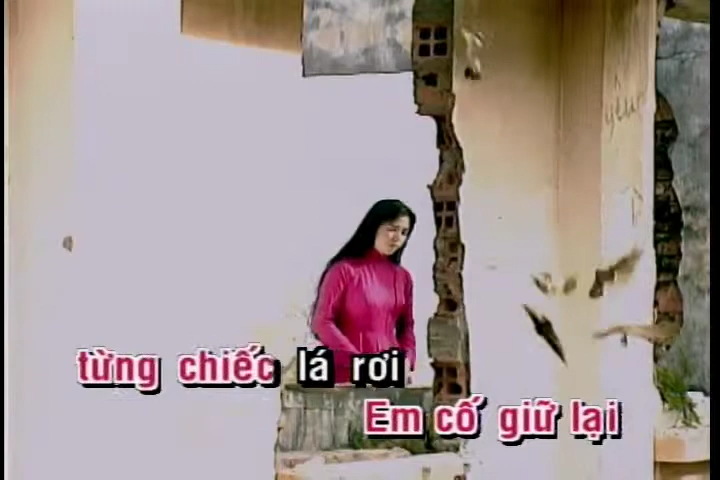 từng chiếc lá rơi
Em cố giữ lại